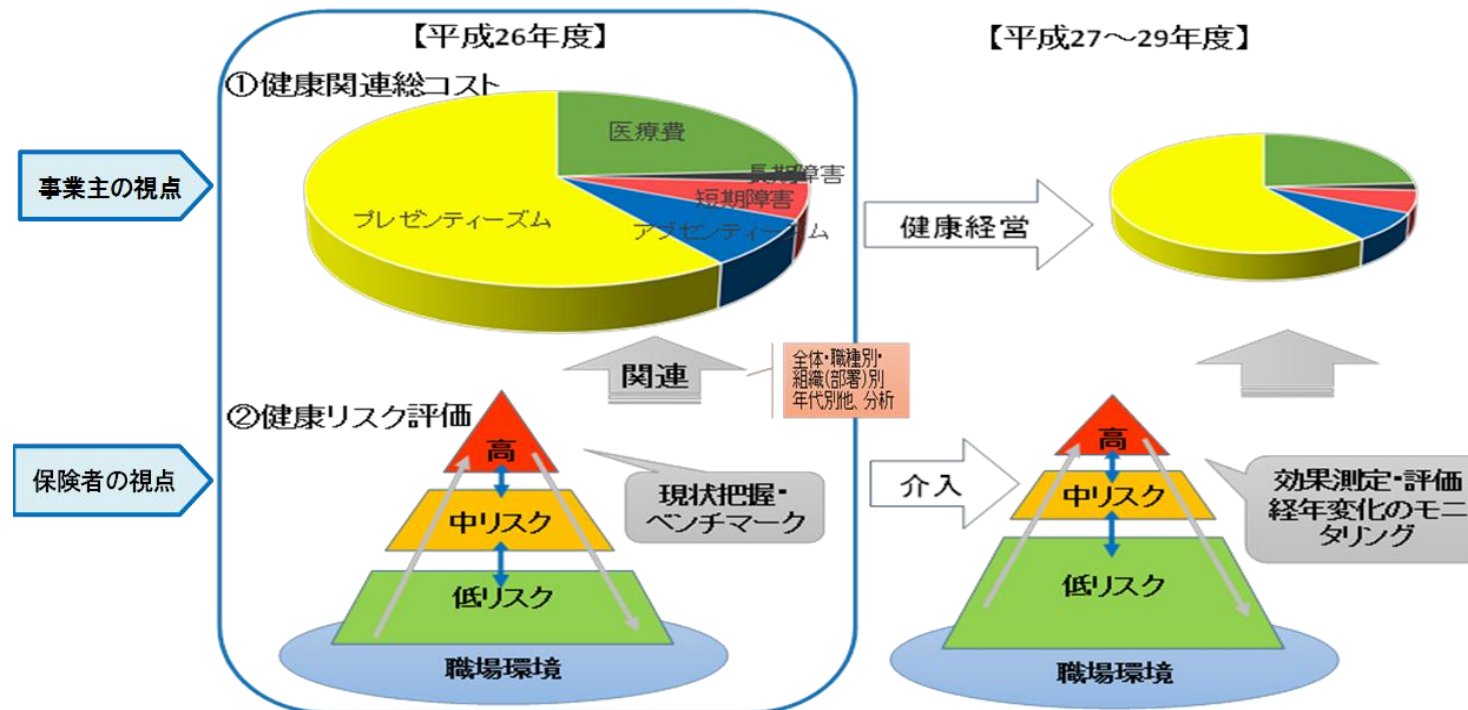 【平成26年度】
【平成27～29年度】
①健康関連総コスト
医療費
長期障害
短期障害
アブセンティーズム
プレゼンティーズム
事業主の視点
健康経営
関連
全体・職種別・
組織(部署)別
年代別他、分析
②健康リスク評価
保険者の視点
高
中リスク
低リスク
職場環境
現状把握・
ベンチマーク
介入
高
中リスク
低リスク
職場環境
効果測定・評価
経年変化のモニ
タリング